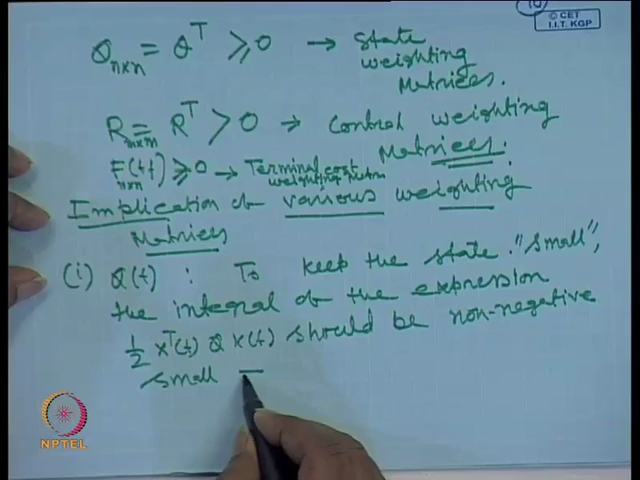 10
© CET
I.I.T. KGP
Q n×n = Q^T ≥ 0 → State
weighting
Matrices.
R m×m = R^T > 0 → Control weighting
Matrices.
F(tf) n×n ≥ 0 → Terminal cost
weighting Matrix
Implication of various weighting
Matrices
(i) Q(t) : To keep the state "small",
the integral of the expression
1/2 x^T(t) Q x(t) should be non-negative
small —
NPTEL